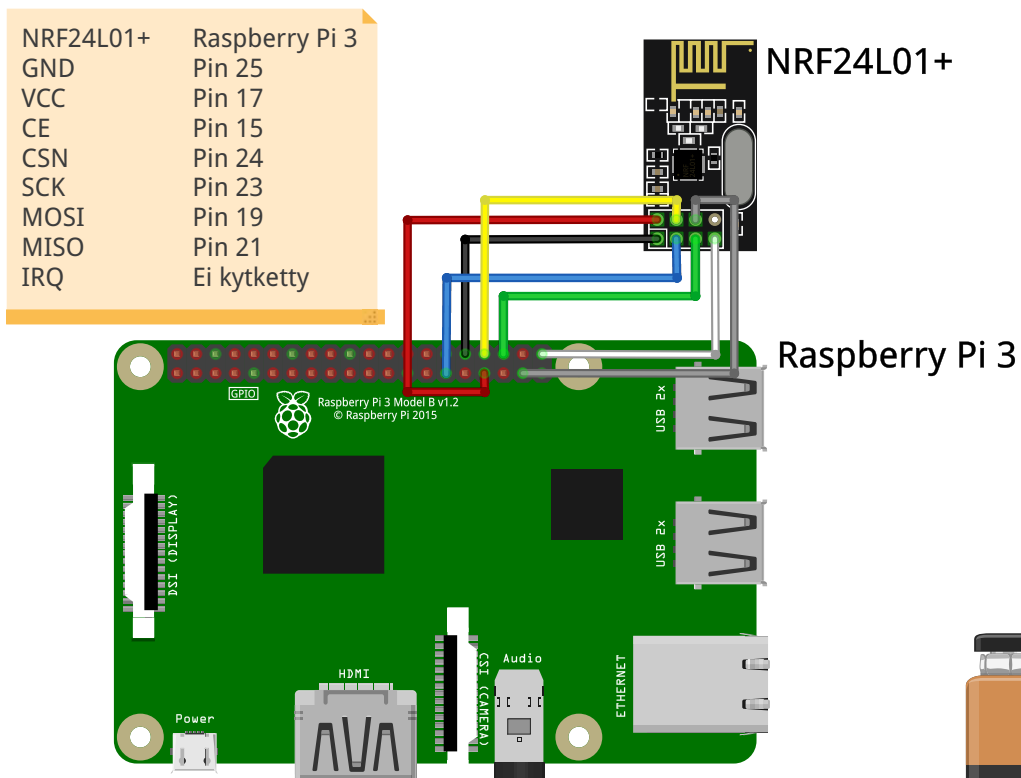 NRF24L01+ Raspberry Pi 3
GND Pin 25
VCC Pin 17
CE Pin 15
CSN Pin 24
SCK Pin 23
MOSI Pin 19
MISO Pin 21
IRQ Ei kytketty
NRF24L01+
Raspberry Pi 3
GPIO
Raspberry Pi 3 Model B v1.2
© Raspberry Pi 2015
USB 2x
DSI (DISPLAY)
USB 2x
CSI (CAMERA)
Audio
ETHERNET
HDMI
Power